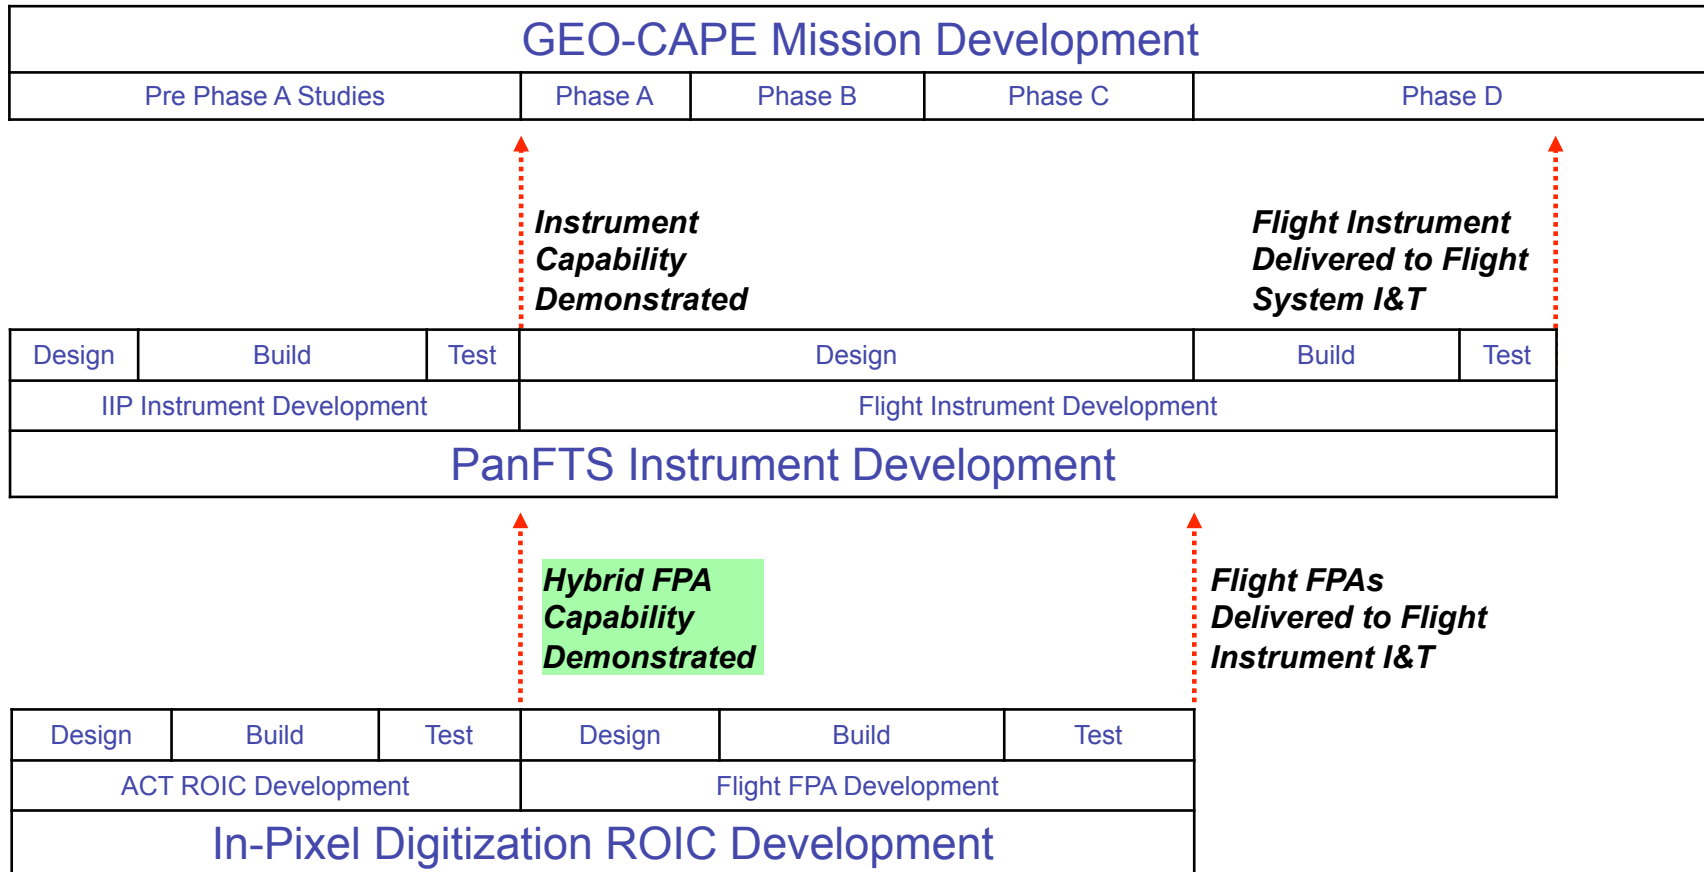 GEO-CAPE Mission Development
Pre Phase A Studies Phase A Phase B Phase C Phase D
Instrument
Capability
Demonstrated
Flight Instrument
Delivered to Flight
System I&T
Design Build Test Design Build Test
IIP Instrument Development Flight Instrument Development
PanFTS Instrument Development
Hybrid FPA
Capability
Demonstrated
Flight FPAs
Delivered to Flight
Instrument I&T
Design Build Test Design Build Test
ACT ROIC Development Flight FPA Development
In-Pixel Digitization ROIC Development